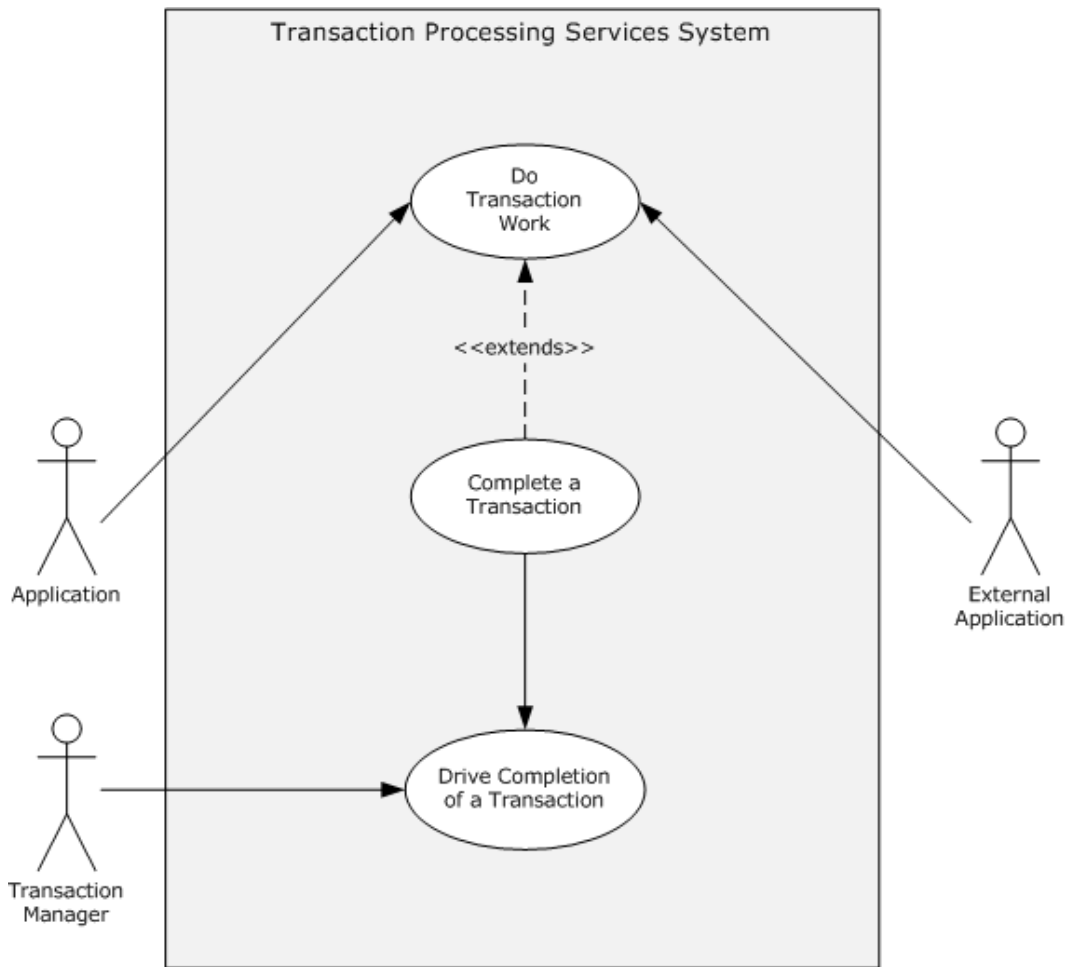 Transaction Processing Services System
Do
Transaction
Work
<<extends>>
Complete a
Transaction
Application
External
Application
Drive Completion
of a Transaction
Transaction
Manager